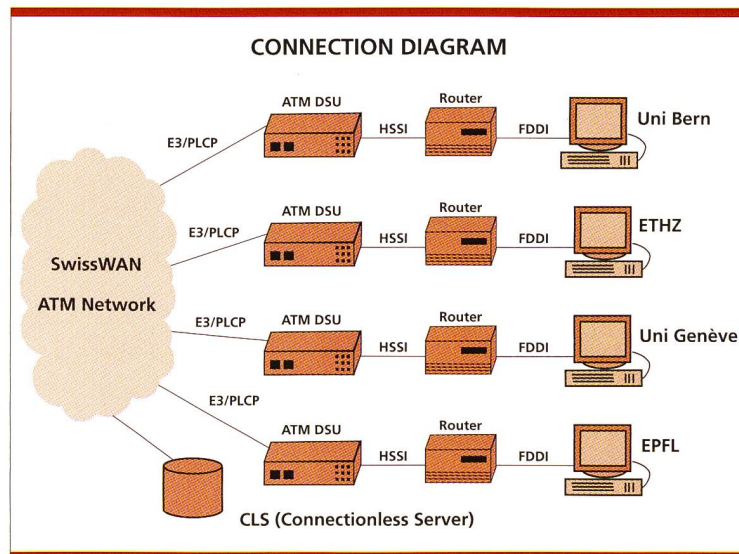 CONNECTION DIAGRAM
ATM DSU
Router
Uni Bern
E3/PLCP
HSSI
FDDI
ATM DSU
Router
ETHZ
E3/PLCP
HSSI
FDDI
SwissWAN
ATM Network
ATM DSU
Router
Uni Genève
E3/PLCP
HSSI
FDDI
ATM DSU
Router
EPFL
E3/PLCP
HSSI
FDDI
CLS (Connectionless Server)